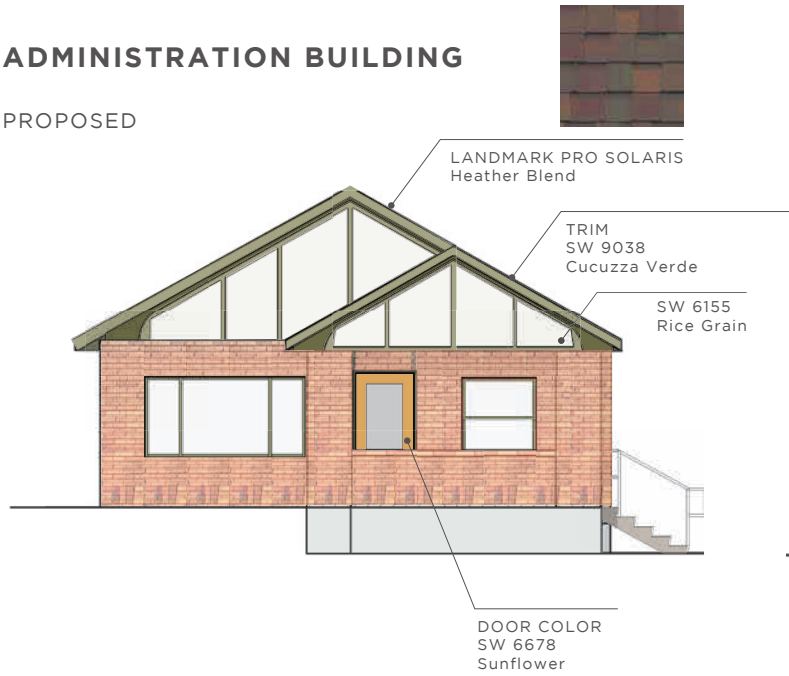 ADMINISTRATION BUILDING
PROPOSED
LANDMARK PRO SOLARIS
Heather Blend
TRIM
SW 9038
Cucuzza Verde
SW 6155
Rice Grain
DOOR COLOR
SW 6678
Sunflower